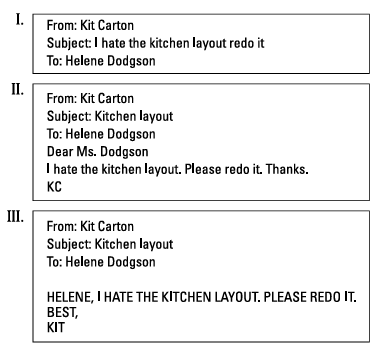 I.
From: Kit Carton
Subject: I hate the kitchen layout redo it
To: Helene Dodgson
II.
From: Kit Carton
Subject: Kitchen layout
To: Helene Dodgson
Dear Ms. Dodgson
I hate the kitchen layout. Please redo it. Thanks.
KC
III.
From: Kit Carton
Subject: Kitchen layout
To: Helene Dodgson
HELENE, I HATE THE KITCHEN LAYOUT. PLEASE REDO IT.
BEST,
KIT